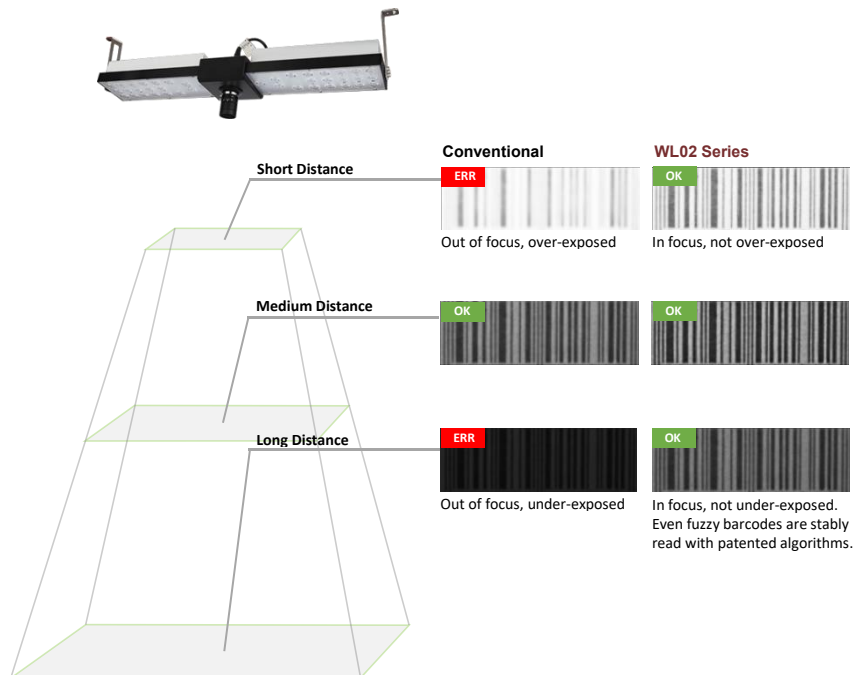 Conventional
WL02 Series
Short Distance
ERR
OK
Out of focus, over-exposed
In focus, not over-exposed
Medium Distance
OK
OK
Long Distance
ERR
OK
Out of focus, under-exposed
In focus, not under-exposed.
Even fuzzy barcodes are stably
read with patented algorithms.